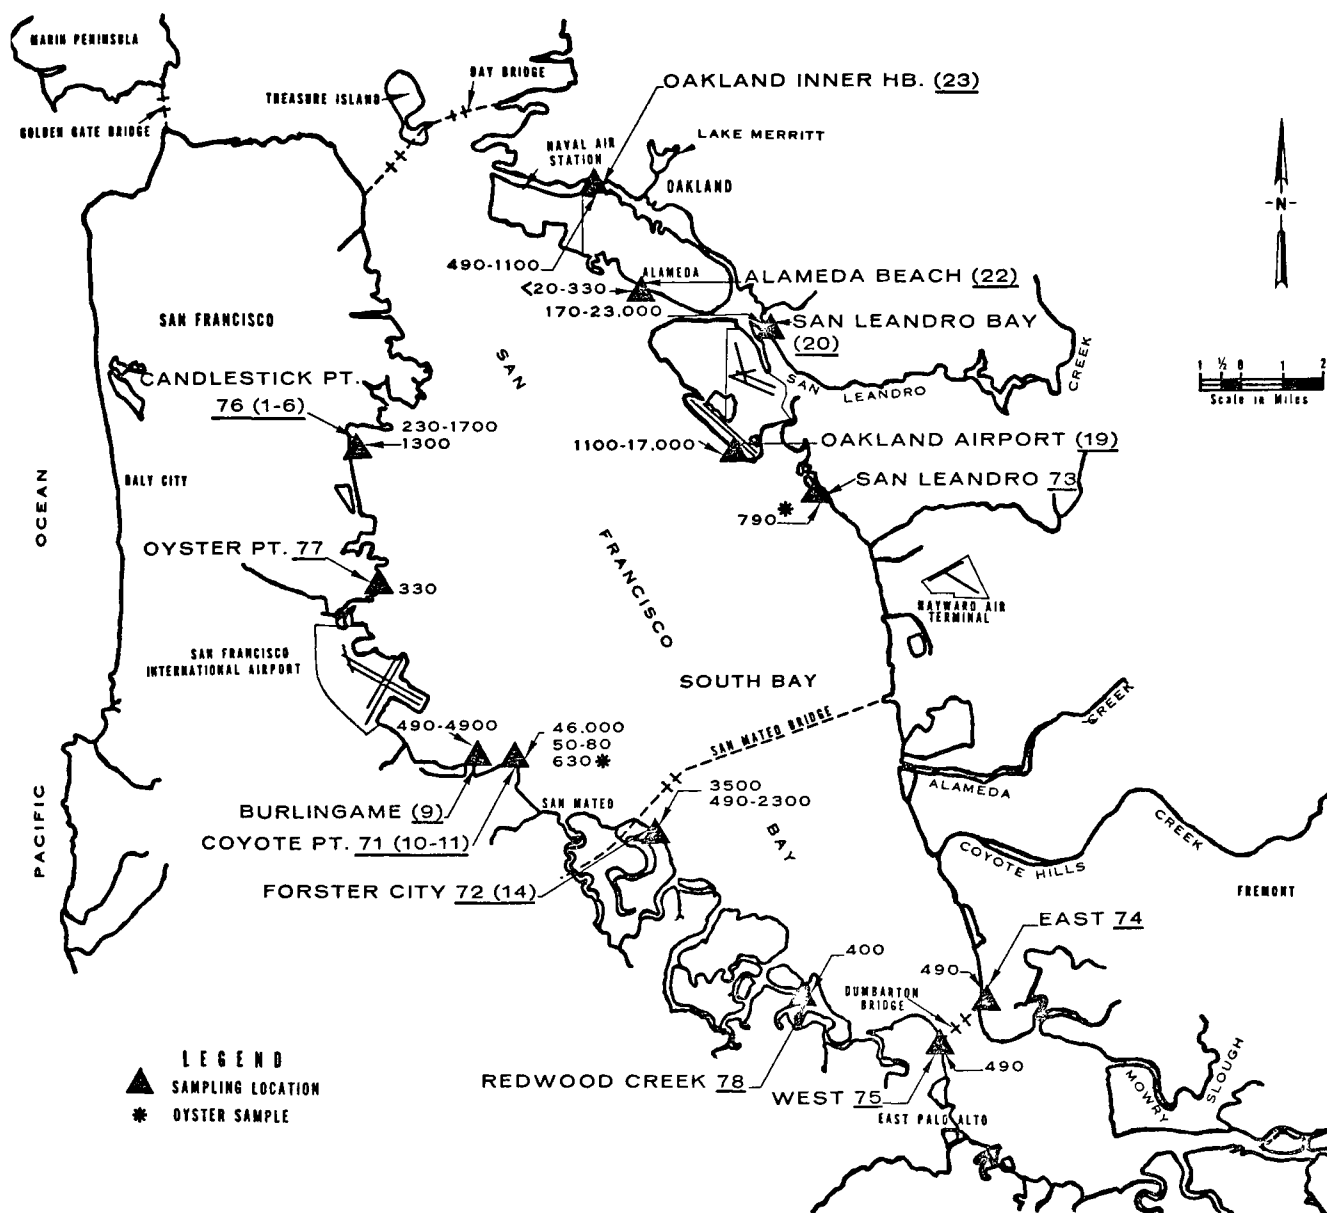 MARIN PENINSULA
GOLDEN GATE BRIDGE
TREASURE ISLAND
BAY BRIDGE
OAKLAND INNER HB. (23)
LAKE MERRITT
NAVAL AIR
STATION
OAKLAND
490-1100
ALAMEDA
ALAMEDA BEACH (22)
<20-330
170-23,000
SAN LEANDRO BAY
(20)
-N-
SAN FRANCISCO
SAN
FRANCISCO
BAY
CANDLESTICK PT.
76 (1-6)
230-1700
1300
SAN LEANDRO
CREEK
1 ½ 0 1 2
Scale in Miles
OAKLAND AIRPORT (19)
1100-17,000
SAN LEANDRO 73
790 *
DALY CITY
PACIFIC
OCEAN
OYSTER PT. 77
330
HAYWARD AIR
TERMINAL
SAN FRANCISCO
INTERNATIONAL AIRPORT
SOUTH BAY
SAN MATEO BRIDGE
490-4900
46,000
50-80
630 *
BURLINGAME (9)
COYOTE PT. 71 (10-11)
SAN MATEO
3500
490-2300
FORSTER CITY 72 (14)
ALAMEDA
CREEK
COYOTE HILLS
CREEK
FREMONT
EAST 74
490
400
DUMBARTON
BRIDGE
REDWOOD CREEK 78
WEST 75
490
EAST PALO ALTO
MOWRY
SLOUGH
LEGEND
SAMPLING LOCATION
* OYSTER SAMPLE